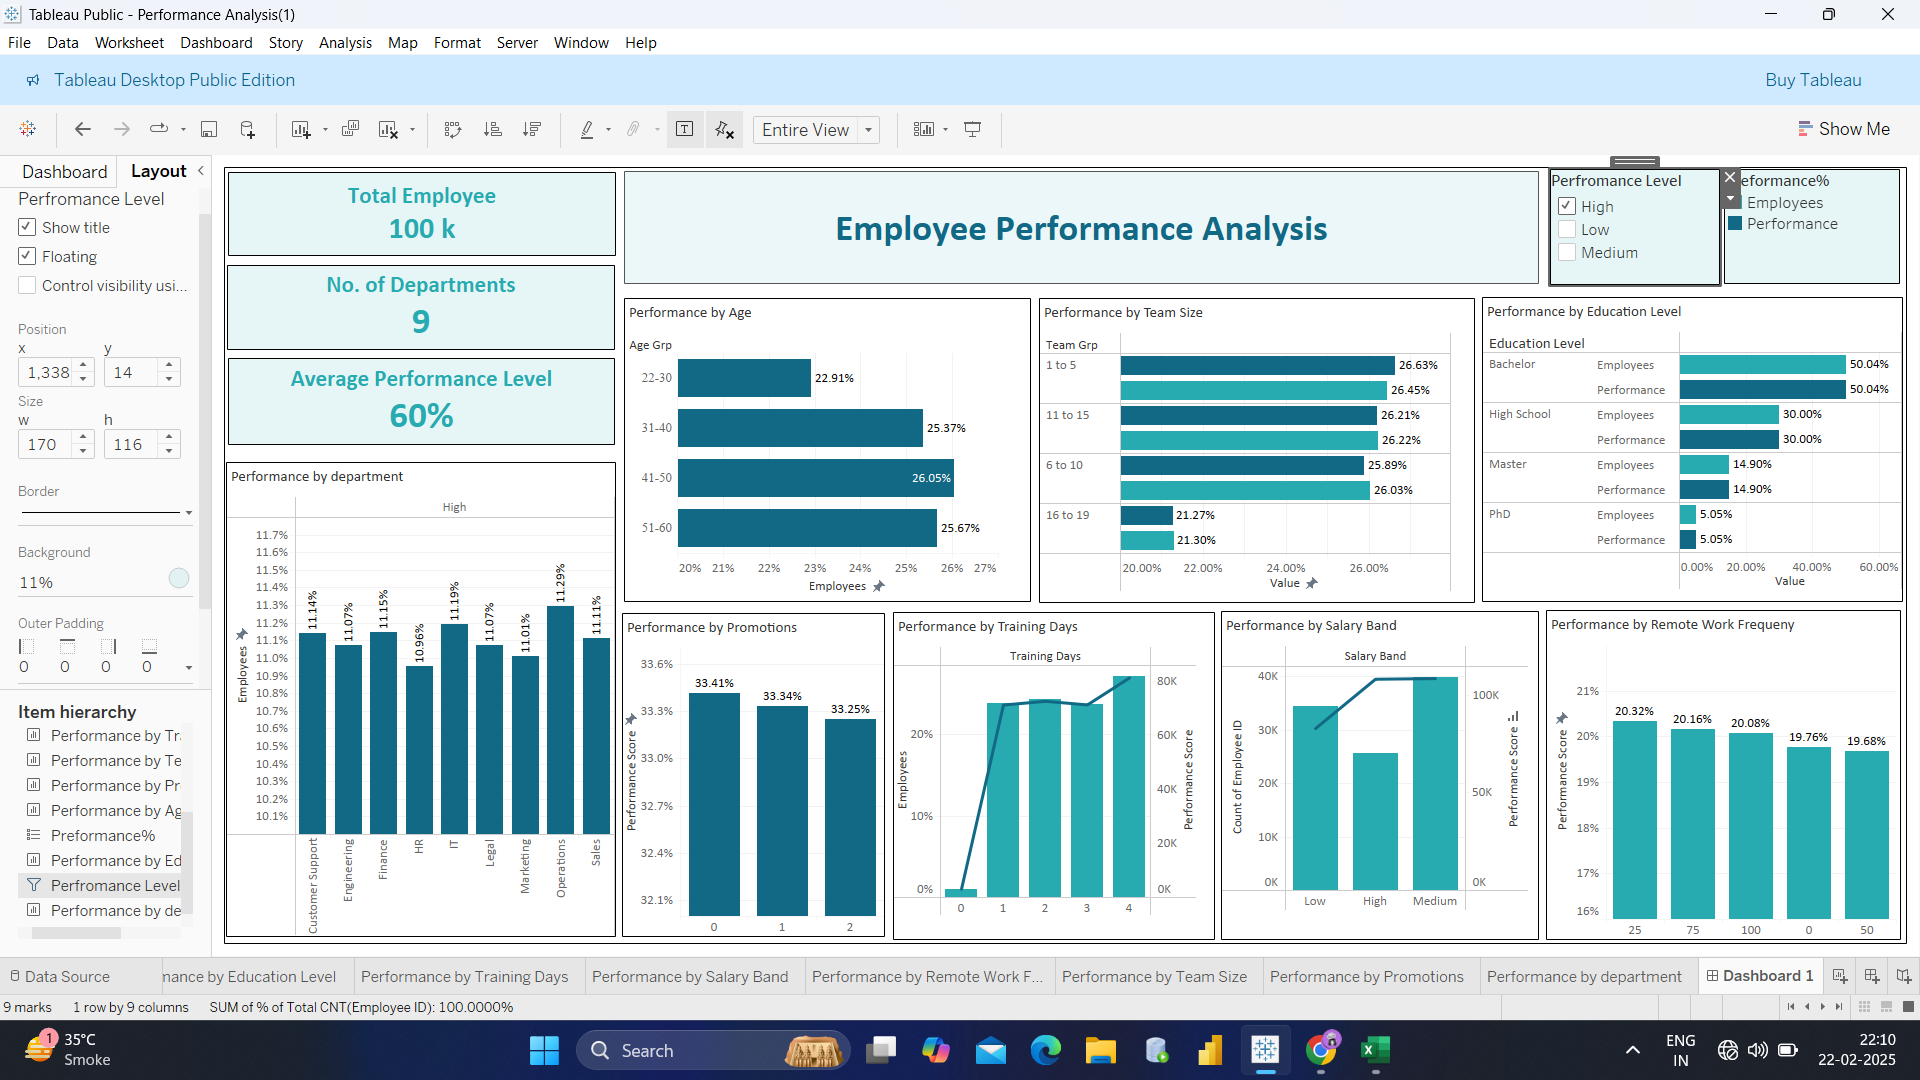 Tableau Public - Performance Analysis(1)
File Data Worksheet Dashboard Story Analysis Map Format Server Window Help
Tableau Desktop Public Edition
Buy Tableau
Entire View
Show Me
Dashboard Layout
Perfromance Level
Show title
Floating
Control visibility usi...
Position
x y
1,338 14
Size
w h
170 116
Border
Background
11%
Outer Padding
0 0 0 0
Item hierarchy
Performance by Tr
Performance by Te
Performance by Pr
Performance by Ag
Preformance%
Performance by Ed
Perfromance Level
Performance by de
Total Employee
100 k
No. of Departments
9
Average Performance Level
60%
Employee Performance Analysis
Perfromance Level
High
Low
Medium
eformance%
Employees
Performance
Performance by department
High
11.7%
11.6%
11.5%
11.4%
11.3%
11.2%
11.1%
11.0%
10.9%
10.8%
10.7%
10.6%
10.5%
10.4%
10.3%
10.2%
10.1%
Employees
11.14% 11.07% 11.15% 10.96% 11.19% 11.07% 11.01% 11.29% 11.11%
Customer Support Engineering Finance HR IT Legal Marketing Operations Sales
Performance by Age
Age Grp
22-30 22.91%
31-40 25.37%
41-50 26.05%
51-60 25.67%
20% 21% 22% 23% 24% 25% 26% 27%
Employees
Performance by Team Size
Team Grp
1 to 5 26.63%
26.45%
11 to 15 26.21%
26.22%
6 to 10 25.89%
26.03%
16 to 19 21.27%
21.30%
20.00% 22.00% 24.00% 26.00%
Value
Performance by Education Level
Education Level
Bachelor Employees 50.04%
Performance 50.04%
High School Employees 30.00%
Performance 30.00%
Master Employees 14.90%
Performance 14.90%
PhD Employees 5.05%
Performance 5.05%
0.00% 20.00% 40.00% 60.00%
Value
Performance by Promotions
33.6%
33.3%
33.0%
32.7%
32.4%
32.1%
Performance Score
33.41% 33.34% 33.25%
0 1 2
Performance by Training Days
Training Days
20%
10%
0%
Employees
80K
60K
40K
20K
0K
Performance Score
0 1 2 3 4
Performance by Salary Band
Salary Band
40K
30K
20K
10K
0K
Count of Employee ID
100K
50K
0K
Performance Score
Low High Medium
Performance by Remote Work Frequeny
21%
20%
19%
18%
17%
16%
Performance Score
20.32% 20.16% 20.08% 19.76% 19.68%
25 75 100 0 50
Data Source mance by Education Level Performance by Training Days Performance by Salary Band Performance by Remote Work F... Performance by Team Size Performance by Promotions Performance by department Dashboard 1
9 marks 1 row by 9 columns SUM of % of Total CNT(Employee ID): 100.0000%
1
35°C
Smoke
Search
ENG
IN
22:10
22-02-2025